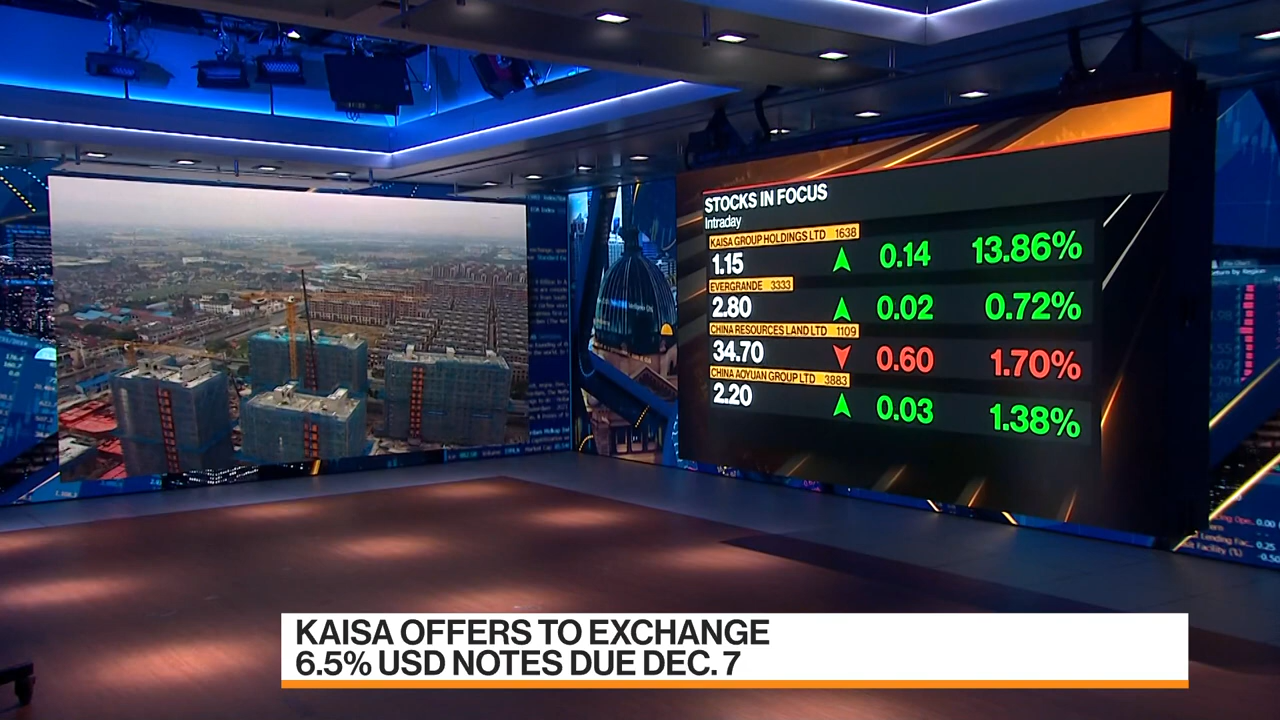 STOCKS IN FOCUS
Intraday
KAISA GROUP HOLDINGS LTD 1638
1.15 0.14 13.86%
EVERGRANDE 3333
2.80 0.02 0.72%
CHINA RESOURCES LAND LTD 1109
34.70 0.60 1.70%
CHINA AOYUAN GROUP LTD 3883
2.20 0.03 1.38%
KAISA OFFERS TO EXCHANGE
6.5% USD NOTES DUE DEC. 7